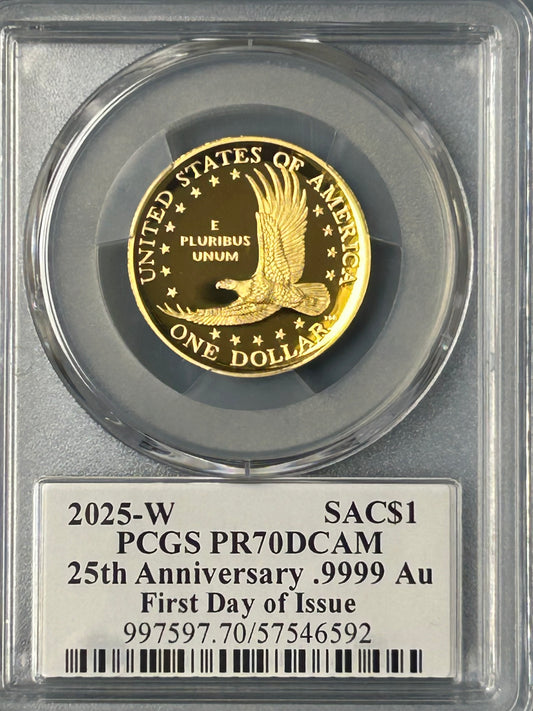 UNITED STATES OF AMERICA
E
PLURIBUS
UNUM
ONE DOLLAR
2025-W SAC$1
PCGS PR70DCAM
25th Anniversary .9999 Au
First Day of Issue
997597.70/57546592